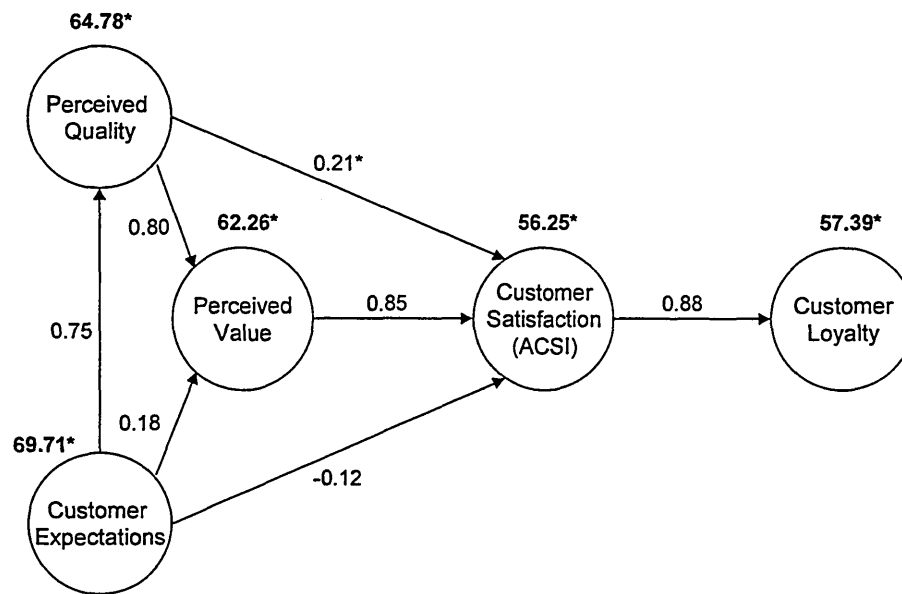 64.78*
Perceived
Quality
0.21*
0.80
62.26*
56.25*
57.39*
Perceived
Value
0.85
Customer
Satisfaction
(ACSI)
0.88
Customer
Loyalty
0.75
0.18
69.71*
-0.12
Customer
Expectations